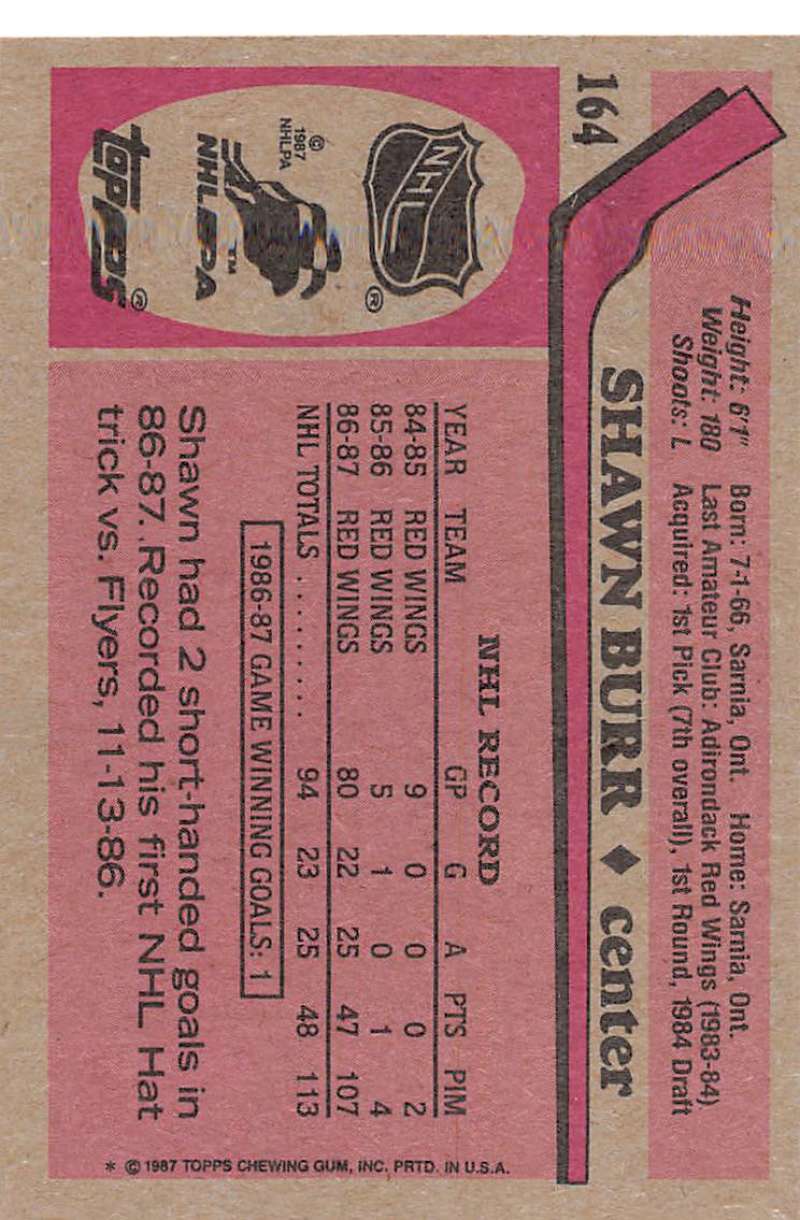 164
Height: 6'1" Born: 7-1-66, Sarnia, Ont. Home: Sarnia, Ont.
Weight: 180 Last Amateur Club: Adirondack Red Wings (1983-84)
Shoots: L Acquired: 1st Pick (7th overall), 1st Round, 1984 Draft
SHAWN BURR ♦ center
NHL ®
© 1987 NHLPA
NHLPA ™
TOPPS ®
NHL RECORD
YEAR TEAM GP G A PTS PIM
84-85 RED WINGS 9 0 0 0 2
85-86 RED WINGS 5 1 0 1 4
86-87 RED WINGS 80 22 25 47 107
NHL TOTALS .......... 94 23 25 48 113
1986-87 GAME WINNING GOALS: 1
Shawn had 2 short-handed goals in
86-87. Recorded his first NHL Hat
trick vs. Flyers, 11-13-86.
* © 1987 TOPPS CHEWING GUM, INC. PRTD. IN U.S.A.